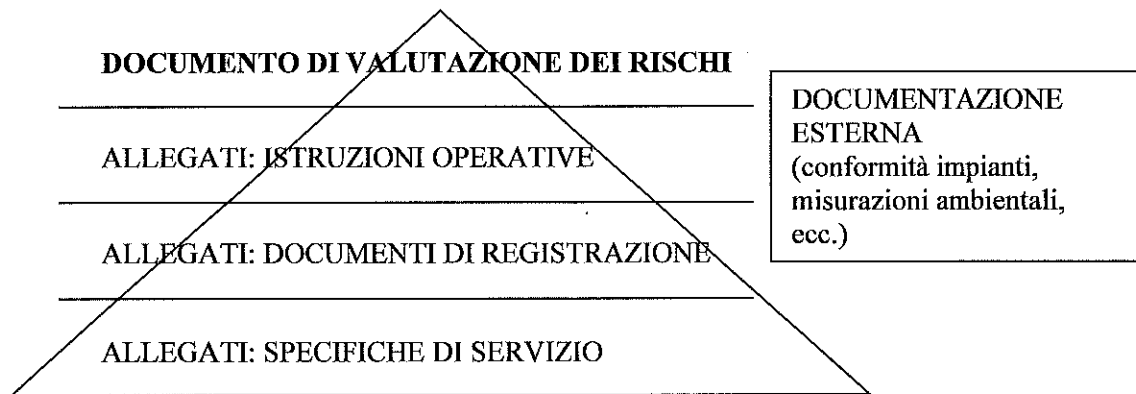 DOCUMENTO DI VALUTAZIONE DEI RISCHI
ALLEGATI: ISTRUZIONI OPERATIVE
ALLEGATI: DOCUMENTI DI REGISTRAZIONE
ALLEGATI: SPECIFICHE DI SERVIZIO
DOCUMENTAZIONE
ESTERNA
(conformità impianti,
misurazioni ambientali,
ecc.)